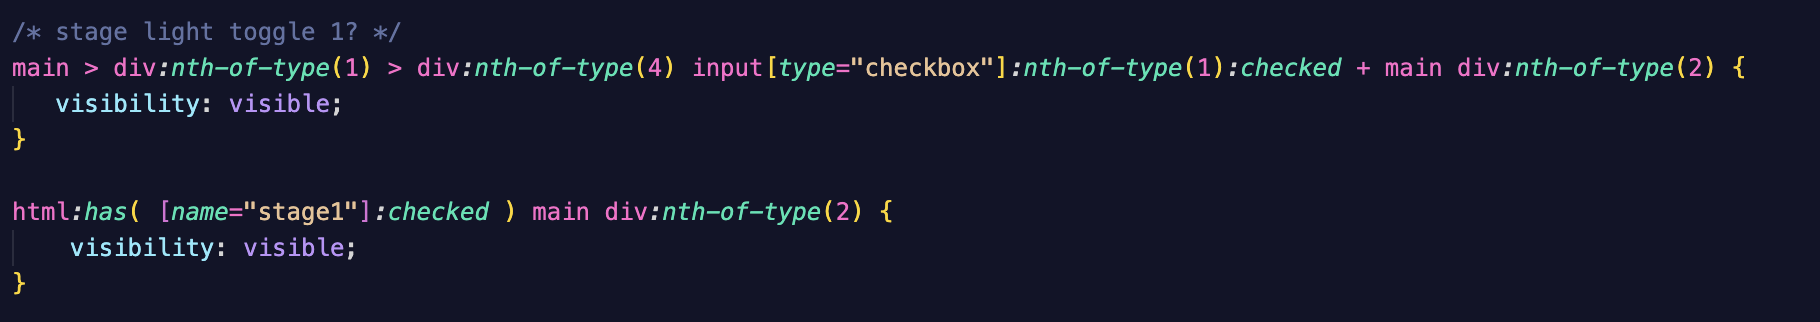 /* stage light toggle 1? */
main > div:nth-of-type(1) > div:nth-of-type(4) input[type="checkbox"]:nth-of-type(1):checked + main div:nth-of-type(2) {
visibility: visible;
}
html:has( [name="stage1"]:checked ) main div:nth-of-type(2) {
visibility: visible;
}